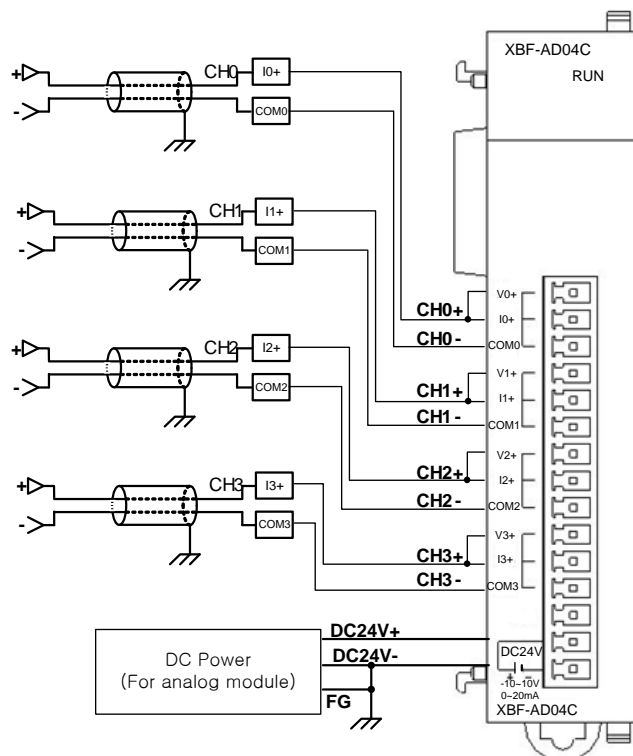 XBF-AD04C
RUN
+
CH0
I0+
-
COM0
+
CH1
I1+
-
COM1
+
CH2
I2+
-
COM2
+
CH3
I3+
-
COM3
V0+
CH0+
I0+
CH0-
COM0
V1+
CH1+
I1+
CH1-
COM1
V2+
CH2+
I2+
CH2-
COM2
V3+
CH3+
I3+
CH3-
COM3
DC Power
(For analog module)
DC24V+
DC24V-
FG
DC24V
+ -
-10~10V
0~20mA
XBF-AD04C